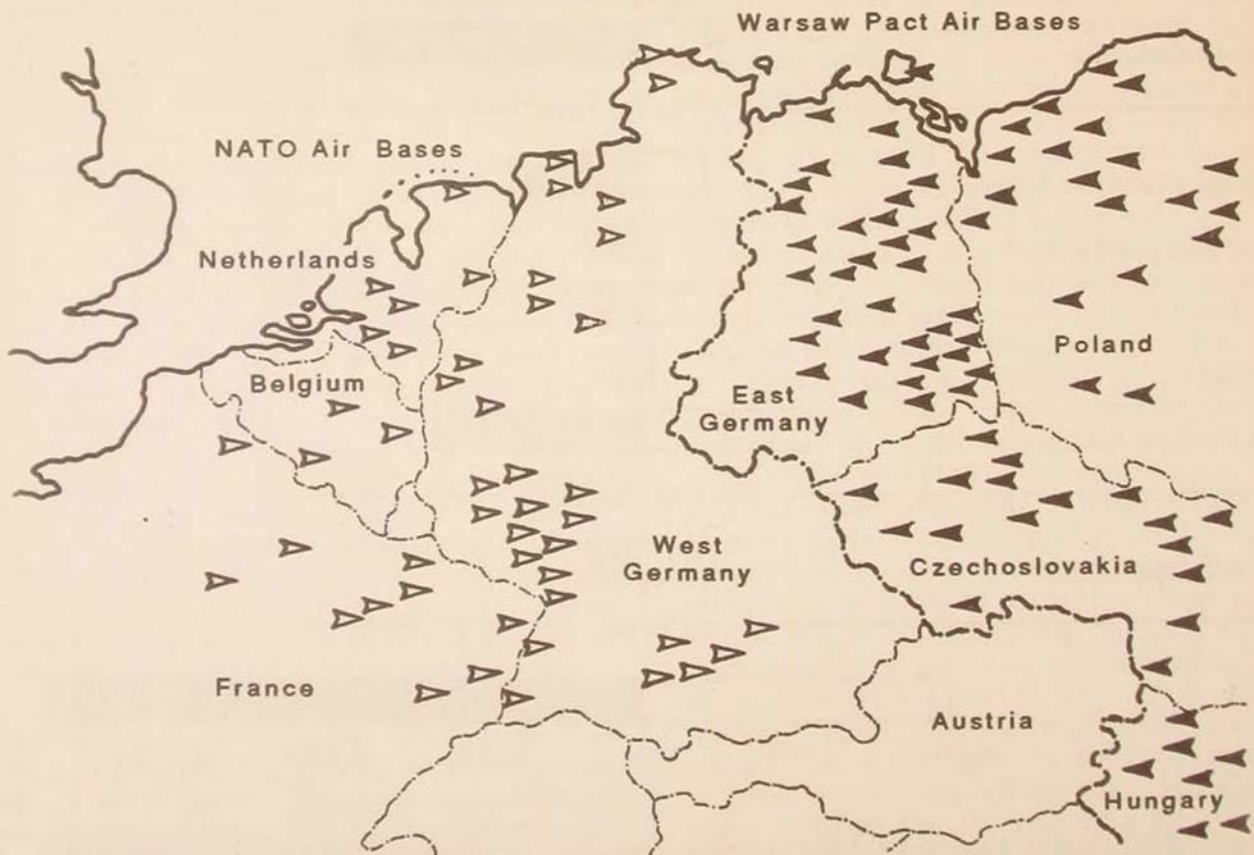 Warsaw Pact Air Bases
NATO Air Bases
Netherlands
Belgium
Poland
East
Germany
West
Germany
Czechoslovakia
France
Austria
Hungary